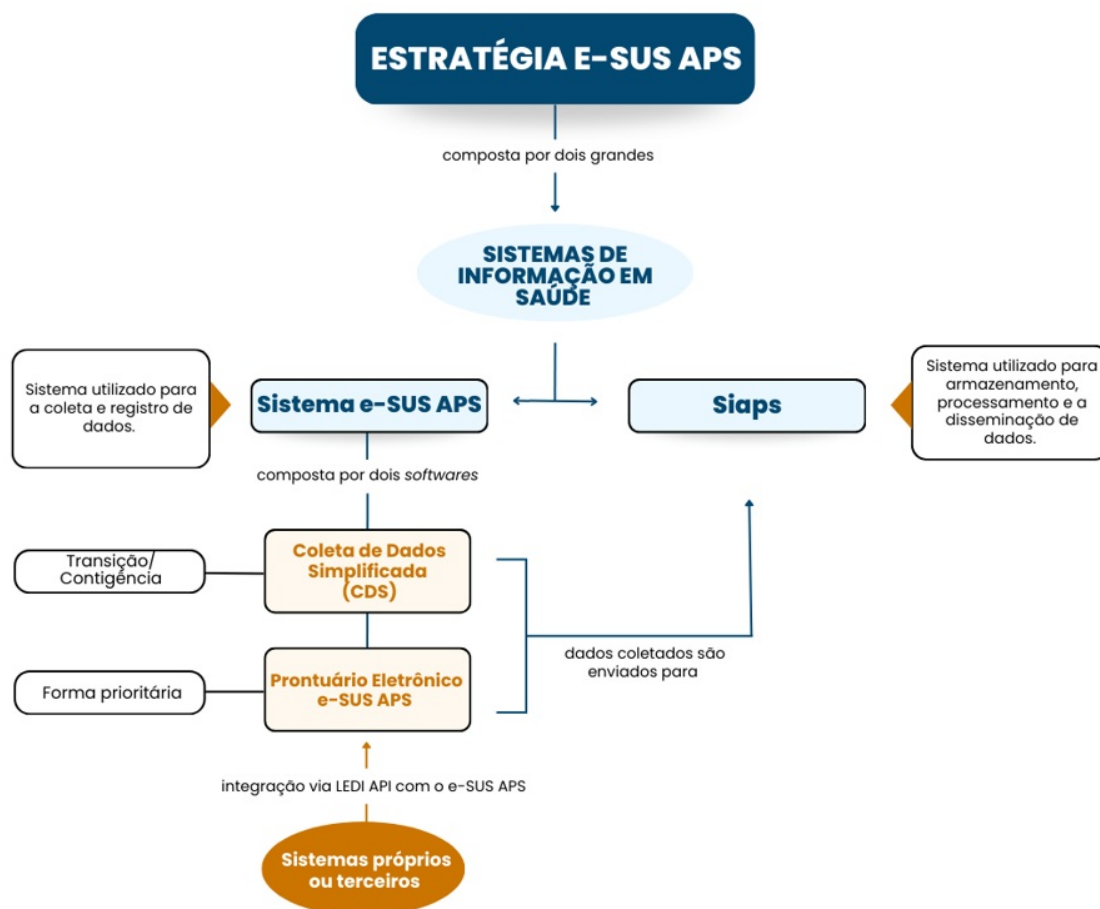 ESTRATÉGIA E-SUS APS
composta por dois grandes
SISTEMAS DE
INFORMAÇÃO EM
SAÚDE
Sistema utilizado para
a coleta e registro de
dados.
Sistema e-SUS APS
Siaps
Sistema utilizado para
armazenamento,
processamento e a
disseminação de
dados.
composta por dois softwares
Transição/
Contigência
Coleta de Dados
Simplificada
(CDS)
dados coletados são
enviados para
Forma prioritária
Prontuário Eletrônico
e-SUS APS
integração via LEDI API com o e-SUS APS
Sistemas próprios
ou terceiros